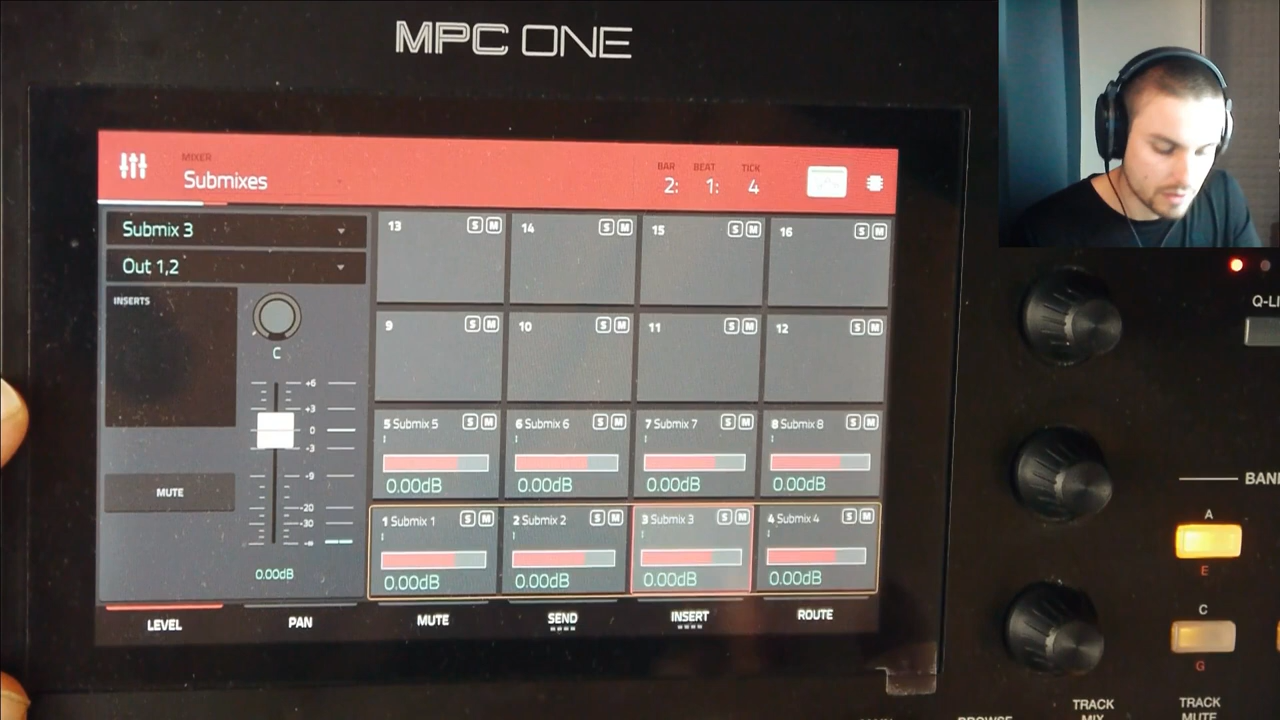 MPC ONE
MIXER
Submixes
BAR BEAT TICK
2: 1: 4
Submix 3
Out 1,2
INSERTS
C
+6
+3
0
-3
-9
-20
-30
-∞
MUTE
0.00dB
13 S M
14 S M
15 S M
16 S M
9 S M
10 S M
11 S M
12 S M
5 Submix 5 S M
0.00dB
6 Submix 6 S M
0.00dB
7 Submix 7 S M
0.00dB
8 Submix 8 S M
0.00dB
1 Submix 1 S M
0.00dB
2 Submix 2 S M
0.00dB
3 Submix 3 S M
0.00dB
4 Submix 4 S M
0.00dB
LEVEL PAN MUTE SEND INSERT ROUTE
A
E
C
G
TRACK
MIX
TRACK
MUTE
BROWSE